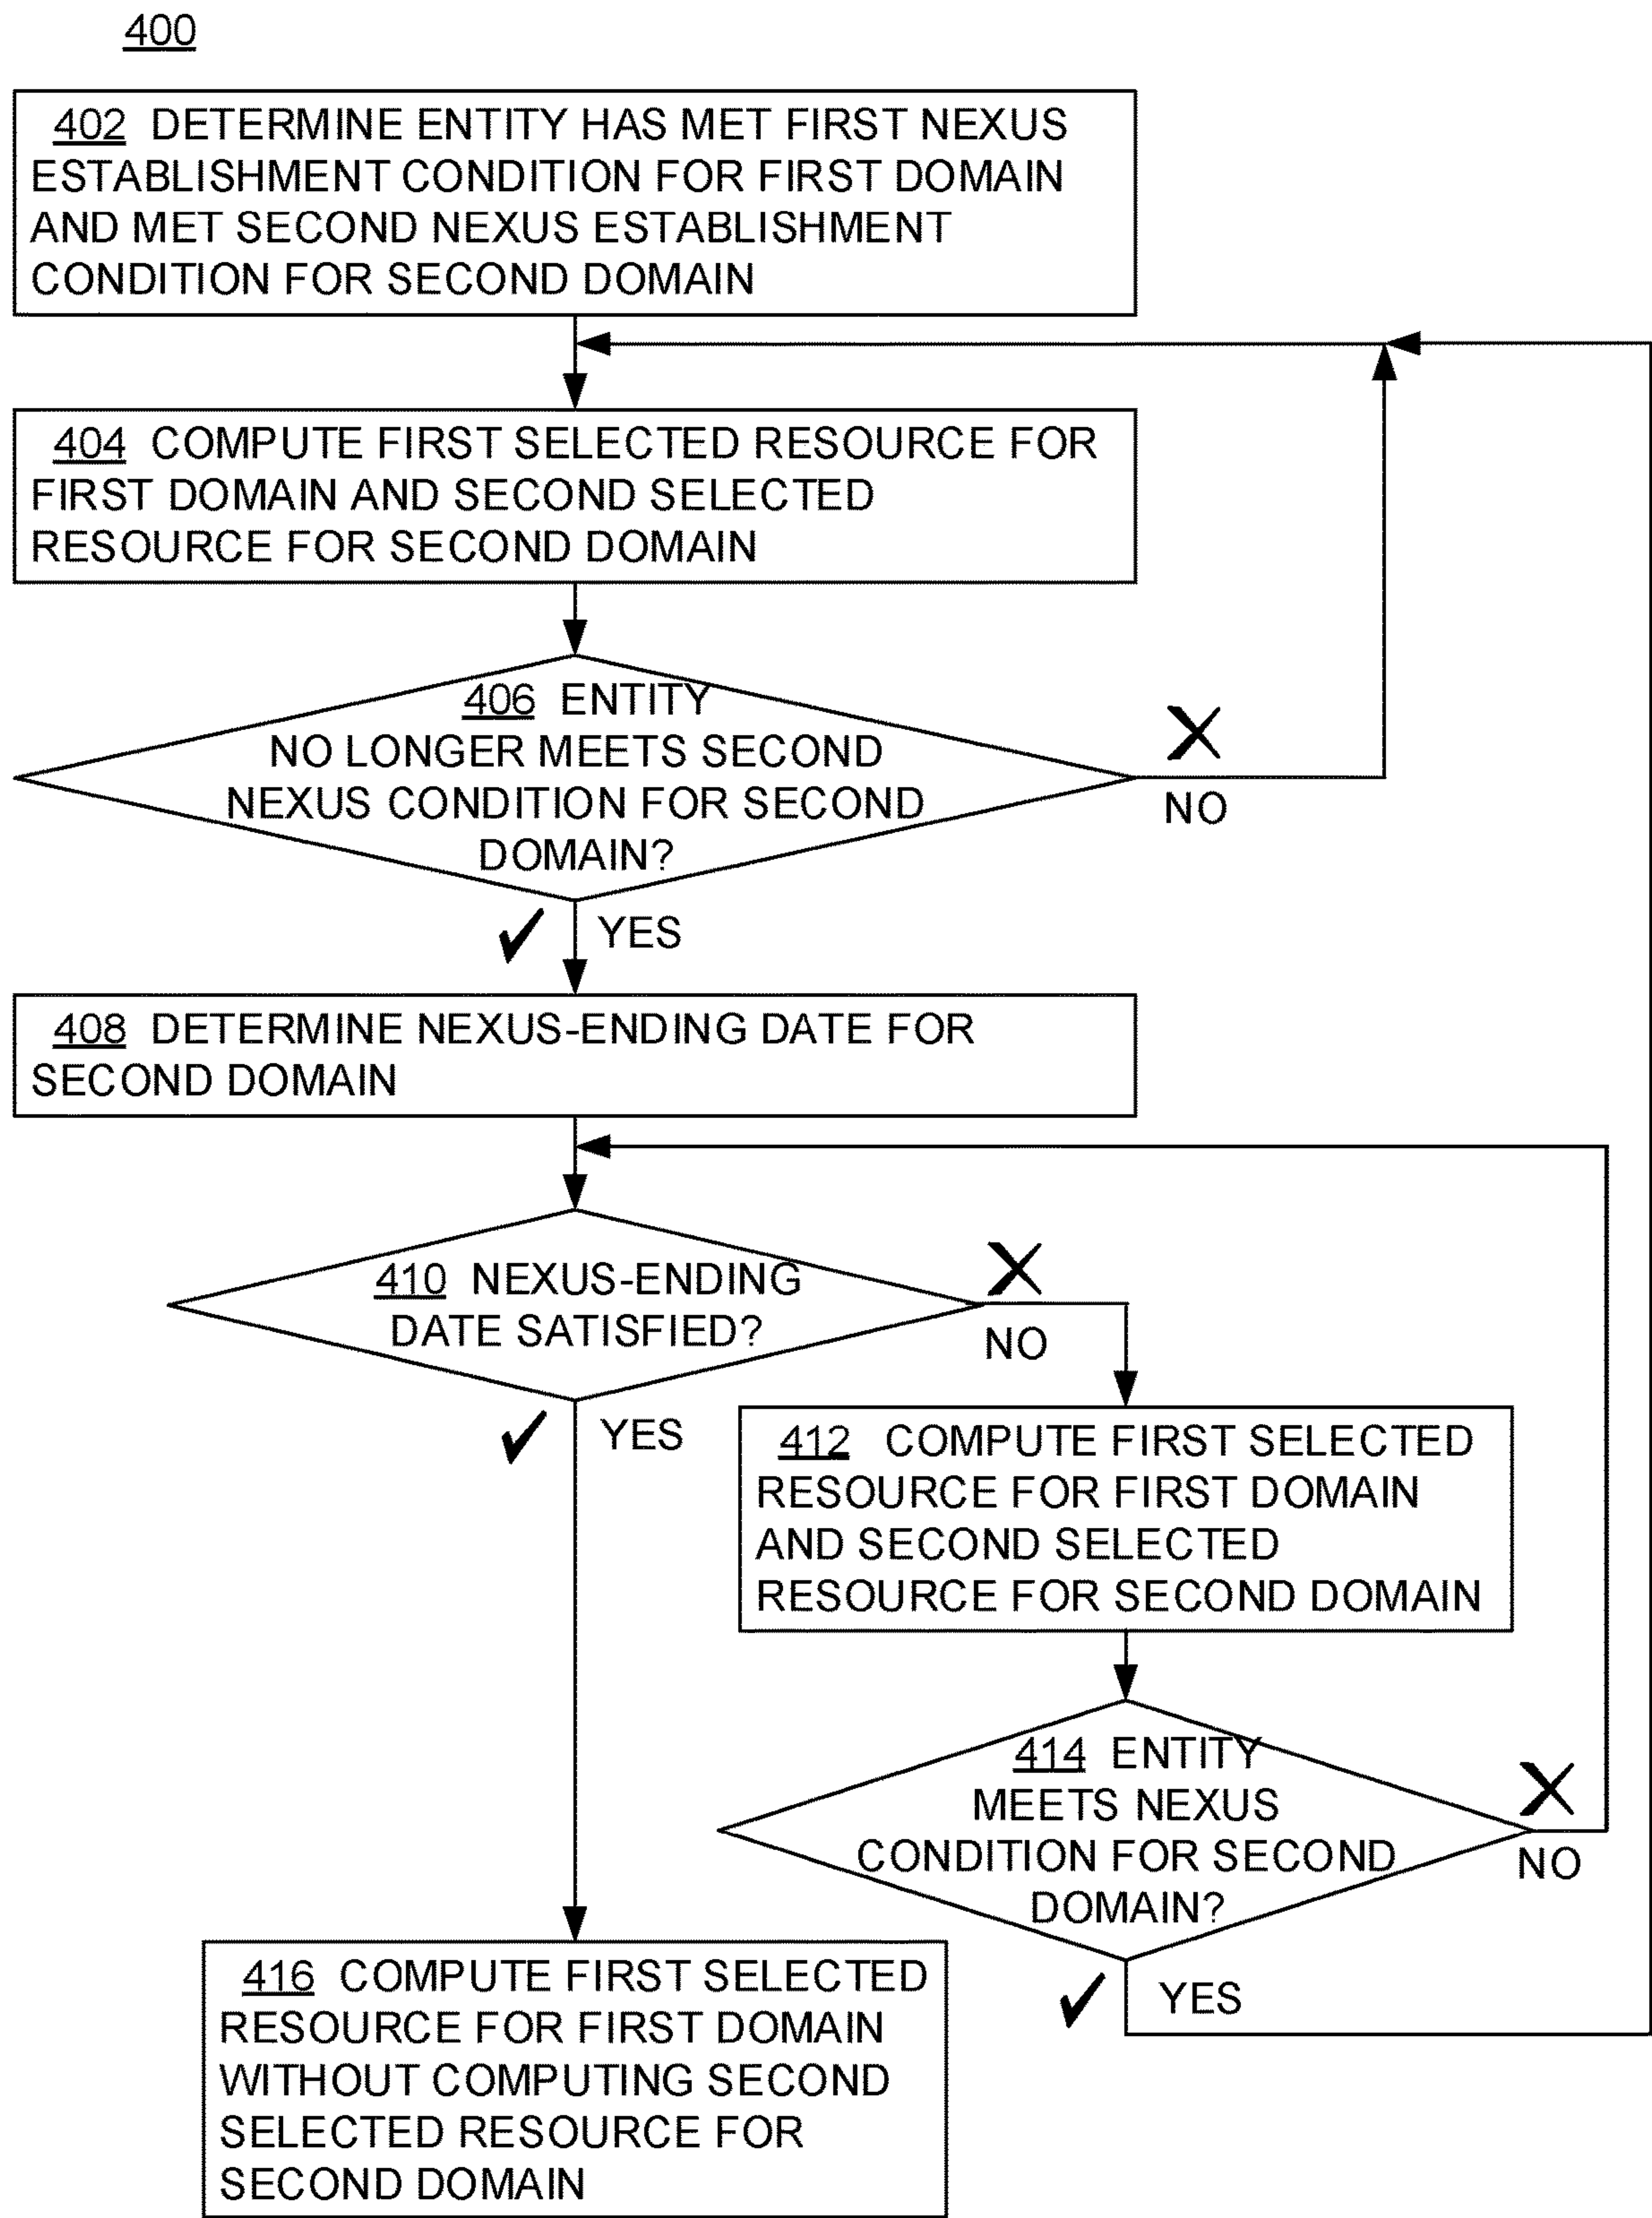 400
402 DETERMINE ENTITY HAS MET FIRST NEXUS
ESTABLISHMENT CONDITION FOR FIRST DOMAIN
AND MET SECOND NEXUS ESTABLISHMENT
CONDITION FOR SECOND DOMAIN
404 COMPUTE FIRST SELECTED RESOURCE FOR
FIRST DOMAIN AND SECOND SELECTED
RESOURCE FOR SECOND DOMAIN
406 ENTITY
NO LONGER MEETS SECOND
NEXUS CONDITION FOR SECOND
DOMAIN?
NO
YES
408 DETERMINE NEXUS-ENDING DATE FOR
SECOND DOMAIN
410 NEXUS-ENDING
DATE SATISFIED?
NO
YES
412 COMPUTE FIRST SELECTED
RESOURCE FOR FIRST DOMAIN
AND SECOND SELECTED
RESOURCE FOR SECOND DOMAIN
414 ENTITY
MEETS NEXUS
CONDITION FOR SECOND
DOMAIN?
NO
YES
416 COMPUTE FIRST SELECTED
RESOURCE FOR FIRST DOMAIN
WITHOUT COMPUTING SECOND
SELECTED RESOURCE FOR
SECOND DOMAIN